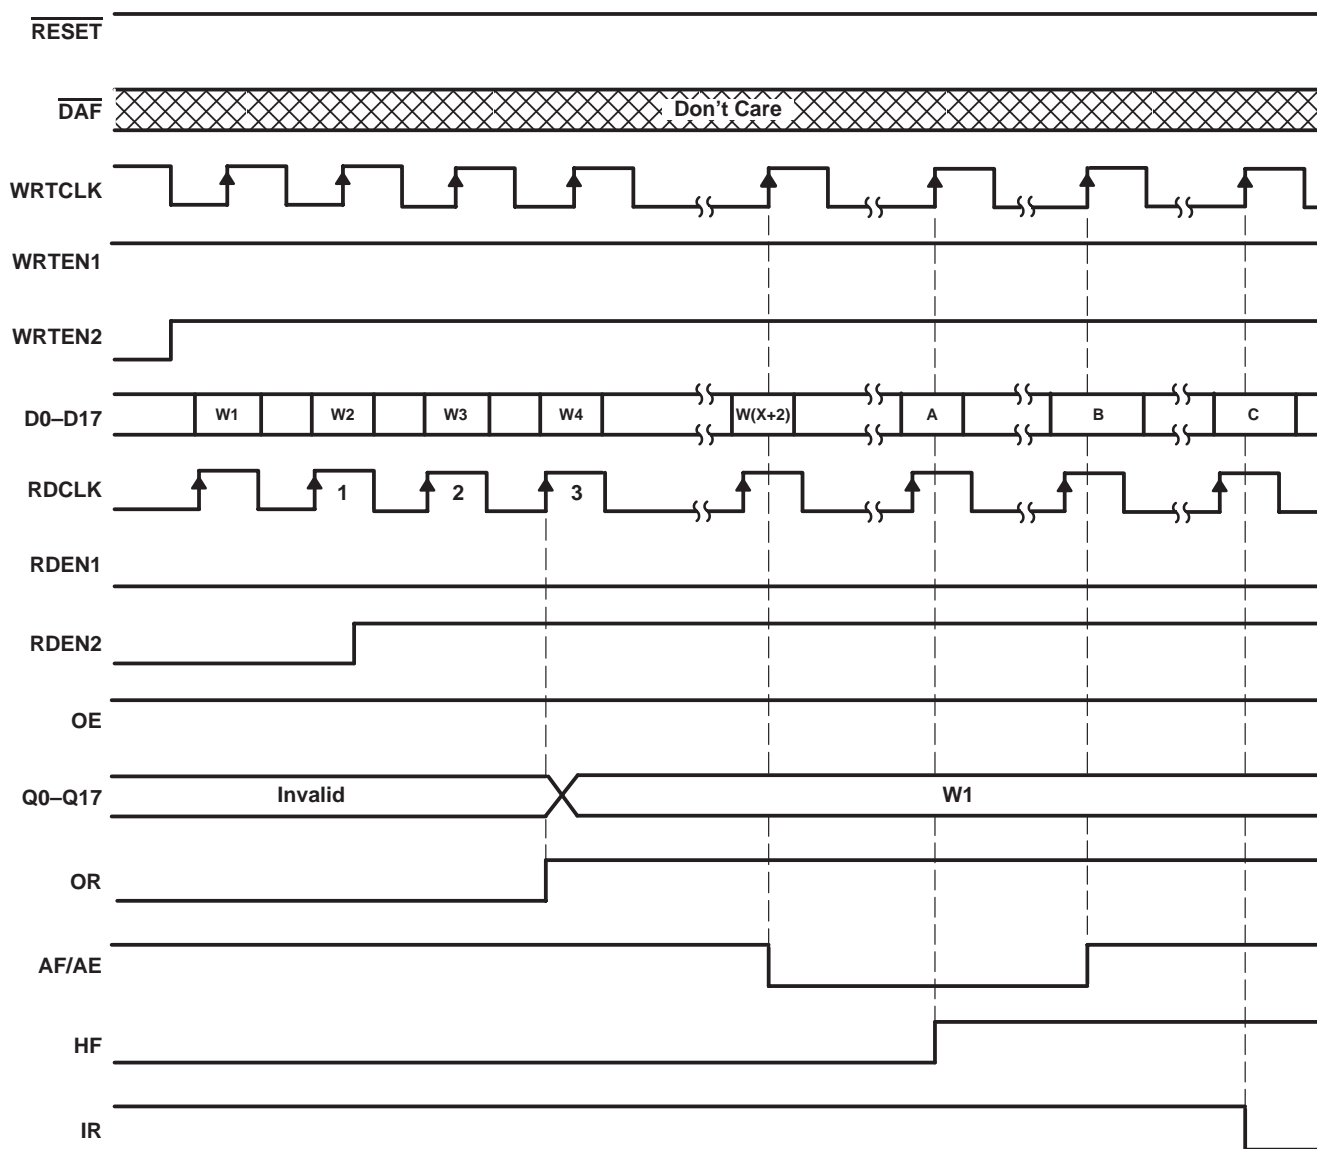 RESET
DAF
Don't Care
WRTCLK
WRTEN1
WRTEN2
D0–D17 W1 W2 W3 W4 W(X+2) A B C
RDCLK 1 2 3
RDEN1
RDEN2
OE
Q0–Q17 Invalid W1
OR
AF/AE
HF
IR